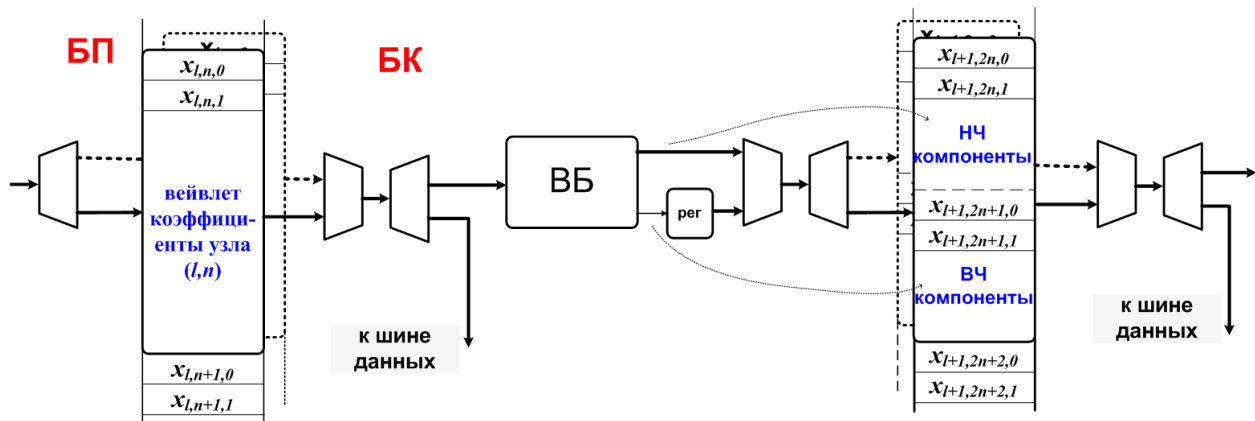 БП
x_{l,n,0}
x_{l,n,1}
вейвлет
коэффици-
енты узла
(l,n)
x_{l,n+1,0}
x_{l,n+1,1}
БК
к шине
данных
ВБ
рег
x_{l+1,2n,0}
x_{l+1,2n,1}
НЧ
компоненты
x_{l+1,2n+1,0}
x_{l+1,2n+1,1}
ВЧ
компоненты
x_{l+1,2n+2,0}
x_{l+1,2n+2,1}
к шине
данных